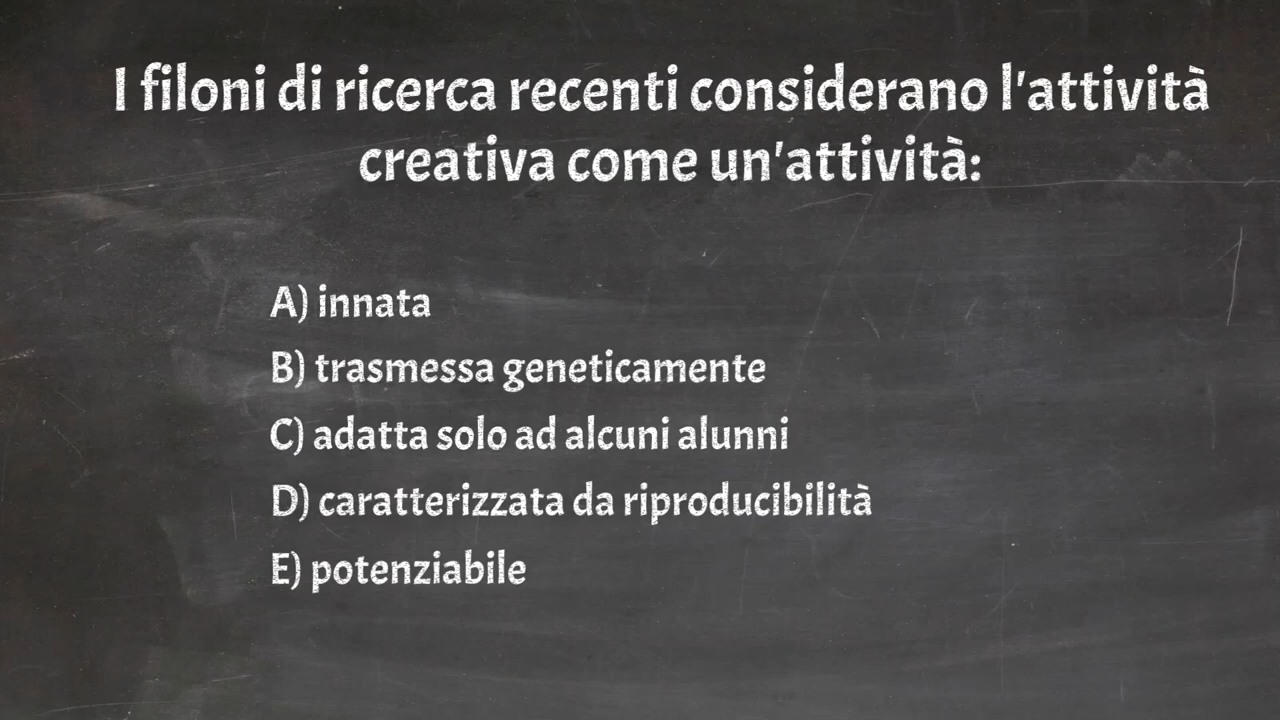 I filoni di ricerca recenti considerano l'attività
creativa come un'attività:
A) innata
B) trasmessa geneticamente
C) adatta solo ad alcuni alunni
D) caratterizzata da riproducibilità
E) potenziabile